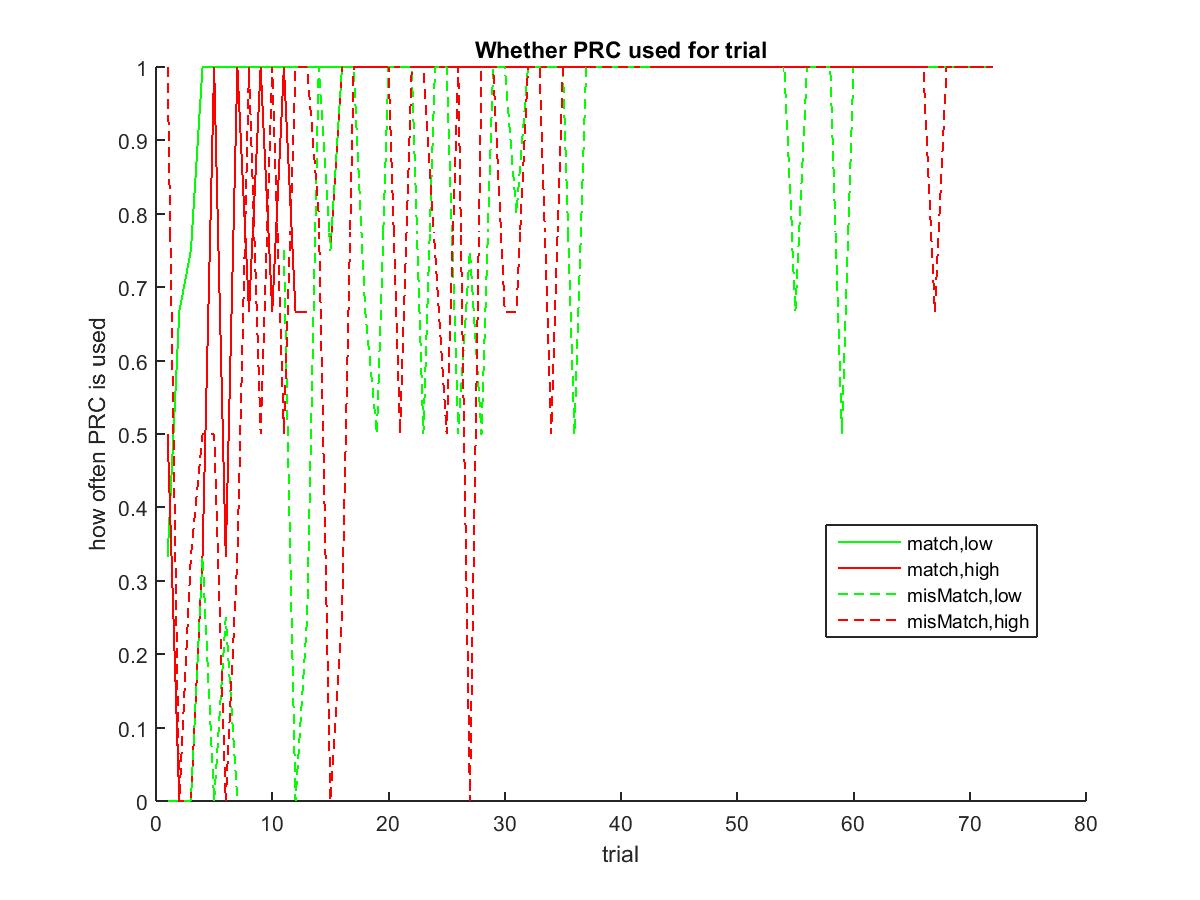 Whether PRC used for trial
how often PRC is used
1
0.9
0.8
0.7
0.6
0.5
0.4
0.3
0.2
0.1
0
match,low
match,high
misMatch,low
misMatch,high
0 10 20 30 40 50 60 70 80
trial